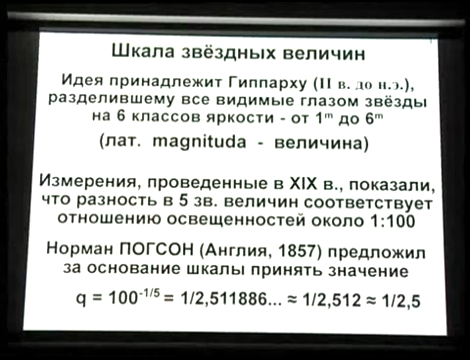 Шкала звёздных величин
Идея принадлежит Гиппарху (II в. до н.э.),
разделившему все видимые глазом звёзды
на 6 классов яркости - от 1ᵐ до 6ᵐ
(лат. magnituda - величина)
Измерения, проведенные в XIX в., показали,
что разность в 5 зв. величин соответствует
отношению освещенностей около 1:100
Норман ПОГСОН (Англия, 1857) предложил
за основание шкалы принять значение
q = 100⁻¹/⁵ = 1/2,511886... ≈ 1/2,512 ≈ 1/2,5